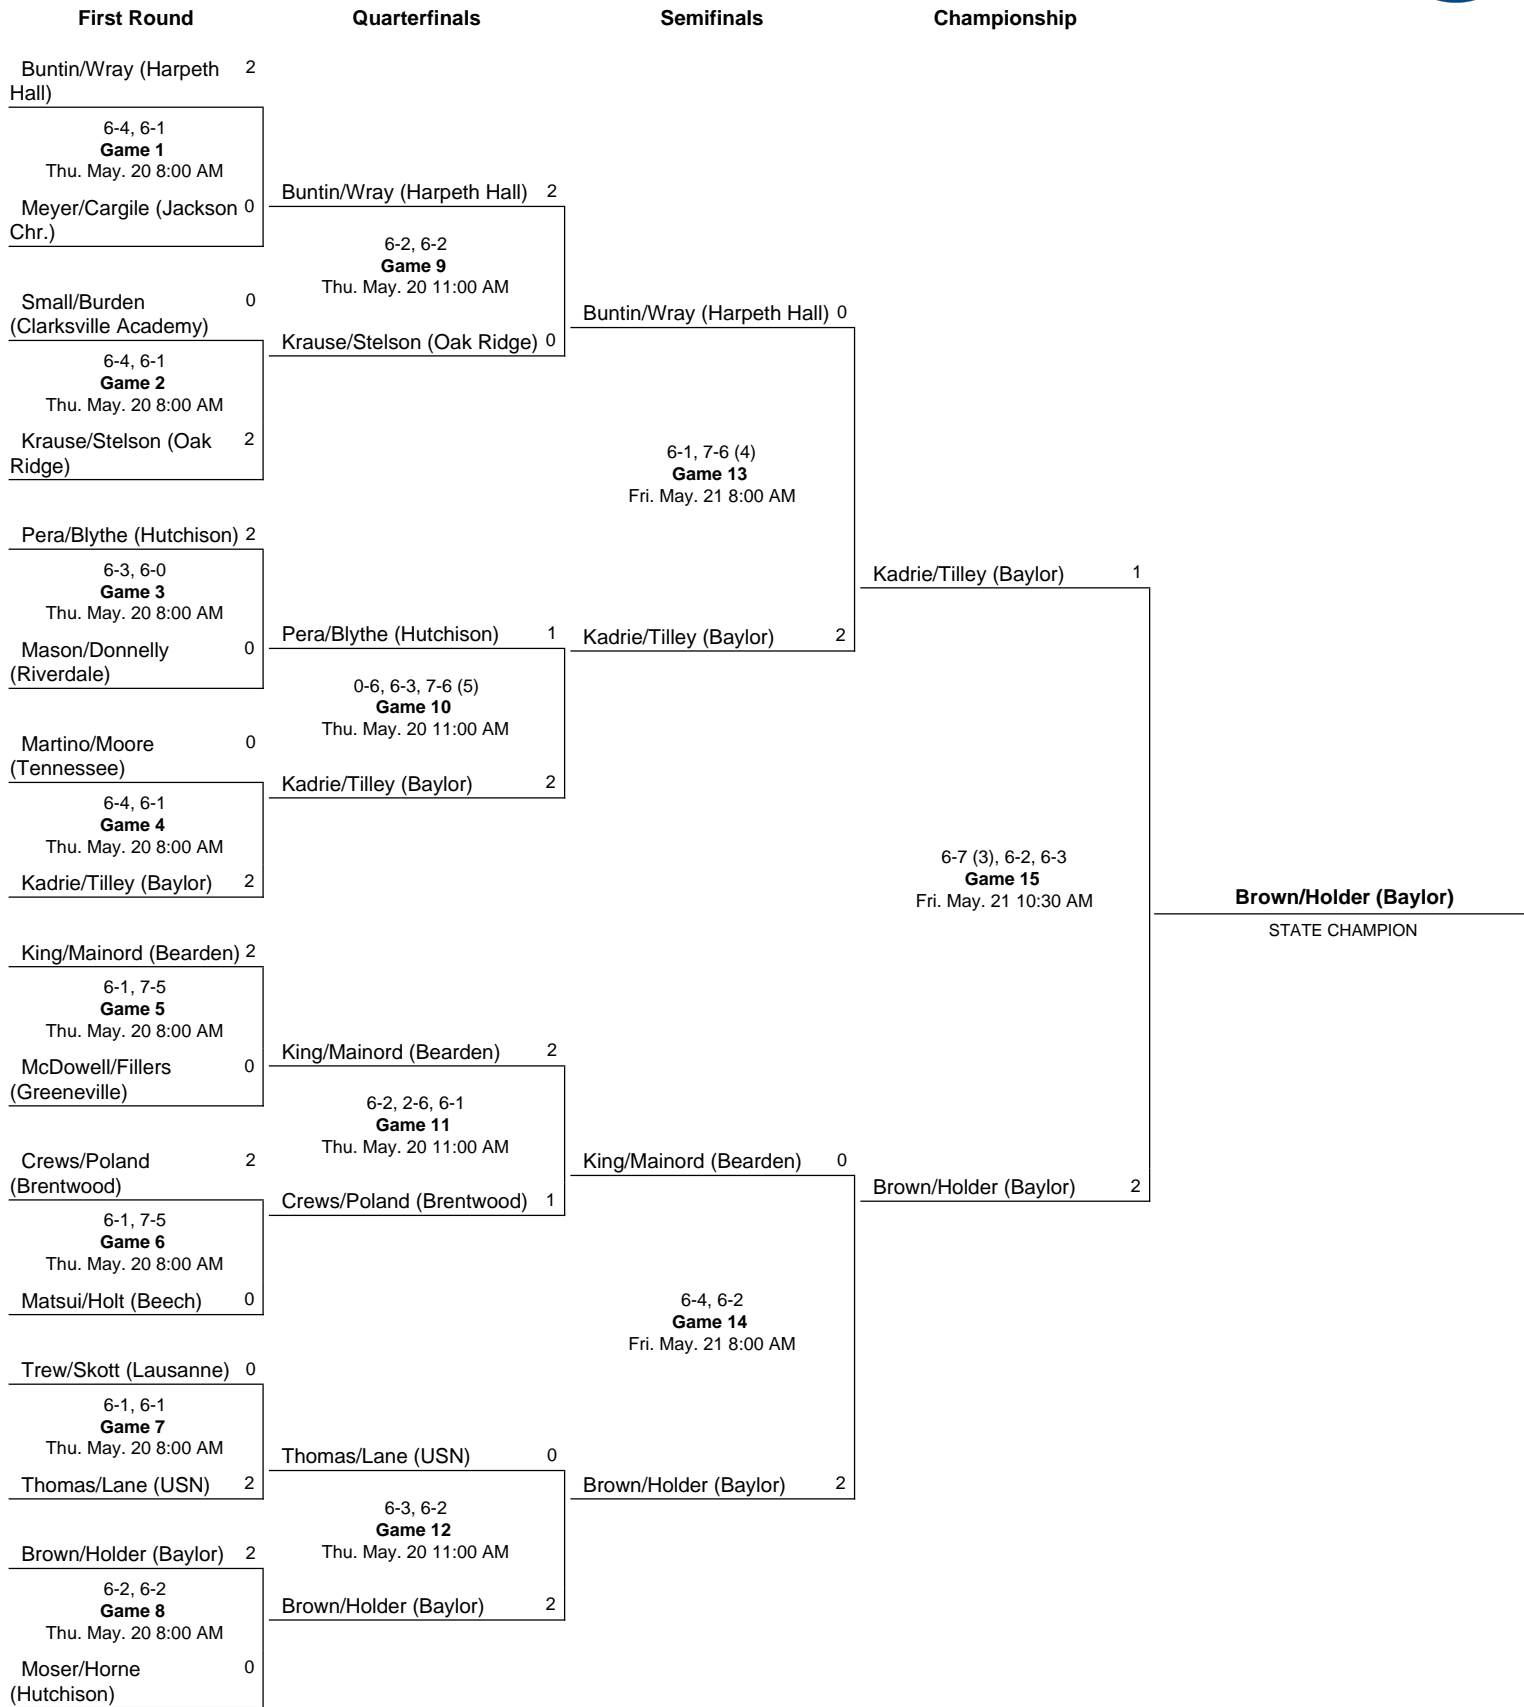 First Round
Quarterfinals
Semifinals
Championship
Buntin/Wray (Harpeth 2
Hall)
6-4, 6-1
Game 1
Thu. May. 20 8:00 AM
Meyer/Cargile (Jackson 0
Chr.)
Small/Burden 0
(Clarksville Academy)
6-4, 6-1
Game 2
Thu. May. 20 8:00 AM
Krause/Stelson (Oak 2
Ridge)
Pera/Blythe (Hutchison) 2
6-3, 6-0
Game 3
Thu. May. 20 8:00 AM
Mason/Donnelly 0
(Riverdale)
Martino/Moore 0
(Tennessee)
6-4, 6-1
Game 4
Thu. May. 20 8:00 AM
Kadrie/Tilley (Baylor) 2
King/Mainord (Bearden) 2
6-1, 7-5
Game 5
Thu. May. 20 8:00 AM
McDowell/Fillers 0
(Greeneville)
Crews/Poland 2
(Brentwood)
6-1, 7-5
Game 6
Thu. May. 20 8:00 AM
Matsui/Holt (Beech) 0
Trew/Skott (Lausanne) 0
6-1, 6-1
Game 7
Thu. May. 20 8:00 AM
Thomas/Lane (USN) 2
Brown/Holder (Baylor) 2
6-2, 6-2
Game 8
Thu. May. 20 8:00 AM
Moser/Horne 0
(Hutchison)
Buntin/Wray (Harpeth Hall) 2
6-2, 6-2
Game 9
Thu. May. 20 11:00 AM
Krause/Stelson (Oak Ridge) 0
Pera/Blythe (Hutchison) 1
0-6, 6-3, 7-6 (5)
Game 10
Thu. May. 20 11:00 AM
Kadrie/Tilley (Baylor) 2
King/Mainord (Bearden) 2
6-2, 2-6, 6-1
Game 11
Thu. May. 20 11:00 AM
Crews/Poland (Brentwood) 1
Thomas/Lane (USN) 0
6-3, 6-2
Game 12
Thu. May. 20 11:00 AM
Brown/Holder (Baylor) 2
Buntin/Wray (Harpeth Hall) 0
6-1, 7-6 (4)
Game 13
Fri. May. 21 8:00 AM
Kadrie/Tilley (Baylor) 2
King/Mainord (Bearden) 0
6-4, 6-2
Game 14
Fri. May. 21 8:00 AM
Brown/Holder (Baylor) 2
Kadrie/Tilley (Baylor) 1
6-7 (3), 6-2, 6-3
Game 15
Fri. May. 21 10:30 AM
Brown/Holder (Baylor) 2
Brown/Holder (Baylor)
STATE CHAMPION